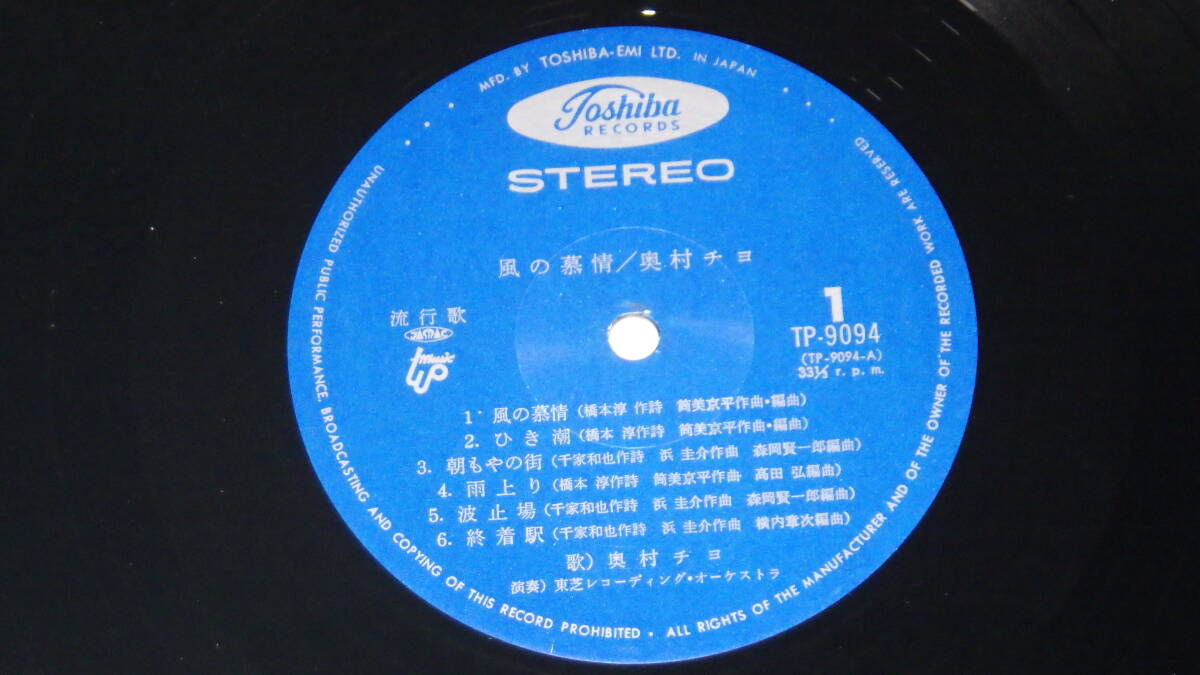 MFD. BY TOSHIBA-EMI LTD. IN JAPAN
Toshiba
RECORDS
STEREO
風の慕情/奥村チヨ
流行歌
JASRAC
music
UP
1
TP-9094
(TP-9094-A)
33⅓ r.p.m.
1 風の慕情(橋本淳 作詩 筒美京平作曲・編曲)
2. ひき潮(橋本 淳作詩 筒美京平作曲・編曲)
3. 朝もやの街(千家和也作詩 浜 圭介作曲 森岡賢一郎編曲)
4. 雨上り(橋本 淳作詩 筒美京平作曲 高田 弘編曲)
5. 波止場(千家和也作詩 浜 圭介作曲 森岡賢一郎編曲)
6. 終着駅(千家和也作詩 浜 圭介作曲 横内章次編曲)
歌) 奥村チヨ
演奏) 東芝レコーディング・オーケストラ
UNAUTHORIZED PUBLIC PERFORMANCE, BROADCASTING AND COPYING OF THIS RECORD PROHIBITED • ALL RIGHTS OF THE MANUFACTURER AND OF THE OWNER OF THE RECORDED WORK ARE RESERVED